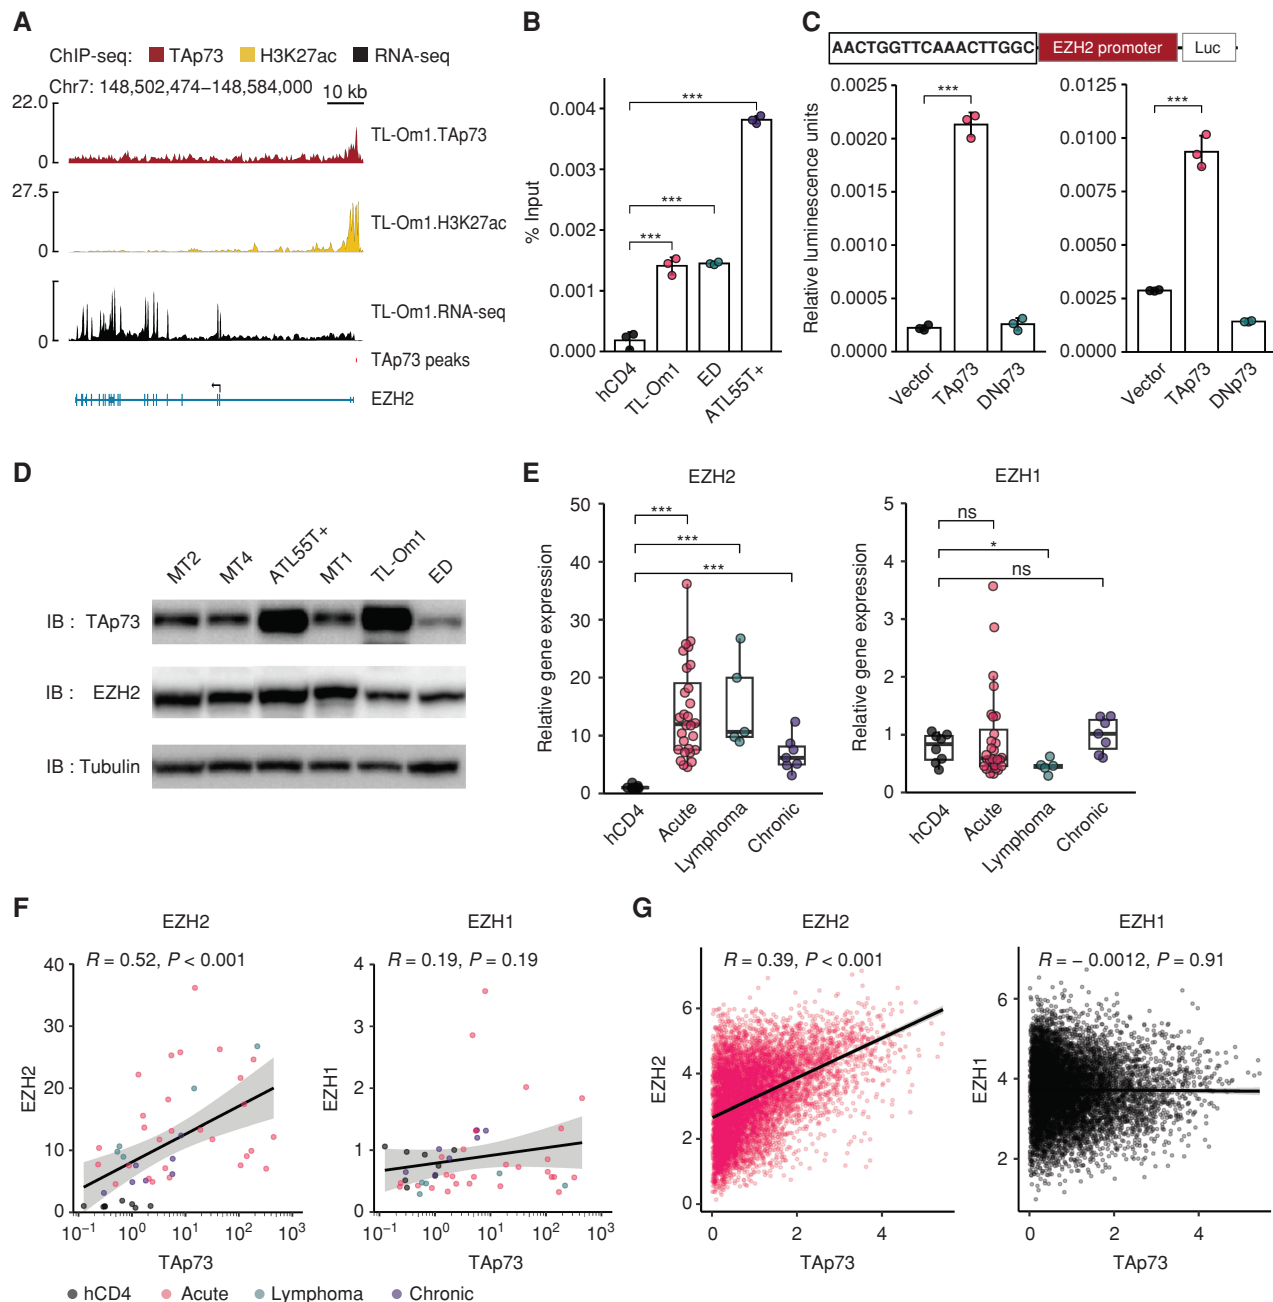 A
ChIP-seq: TAp73 H3K27ac RNA-seq
Chr7: 148,502,474–148,584,000 10 kb
22.0
0
TL-Om1.TAp73
27.5
0
TL-Om1.H3K27ac
0
TL-Om1.RNA-seq
TAp73 peaks
EZH2
B
% Input
0.004
0.003
0.002
0.001
0.000
***
***
***
hCD4
TL-Om1
ED
ATL55T+
C
AACTGGTTCAAACTTGGC EZH2 promoter Luc
Relative luminescence units
0.0025
0.0020
0.0015
0.0010
0.0005
0.0000
***
Vector
TAp73
DNp73
0.0125
0.0100
0.0075
0.0050
0.0025
0.0000
***
Vector
TAp73
DNp73
D
MT2
MT4
ATL55T+
MT1
TL-Om1
ED
IB : TAp73
IB : EZH2
IB : Tubulin
E
EZH2
Relative gene expression
50
40
30
20
10
0
***
***
***
hCD4
Acute
Lymphoma
Chronic
EZH1
Relative gene expression
5
4
3
2
1
0
ns
*
ns
hCD4
Acute
Lymphoma
Chronic
F
EZH2
R = 0.52, P < 0.001
EZH2
40
30
20
10
0
10⁻¹ 10⁰ 10¹ 10² 10³
TAp73
EZH1
R = 0.19, P = 0.19
EZH1
4
3
2
1
0
10⁻¹ 10⁰ 10¹ 10² 10³
TAp73
hCD4 Acute Lymphoma Chronic
G
EZH2
R = 0.39, P < 0.001
EZH2
6
4
2
0
0 2 4
TAp73
EZH1
R = – 0.0012, P = 0.91
EZH1
6
4
2
0 2 4
TAp73